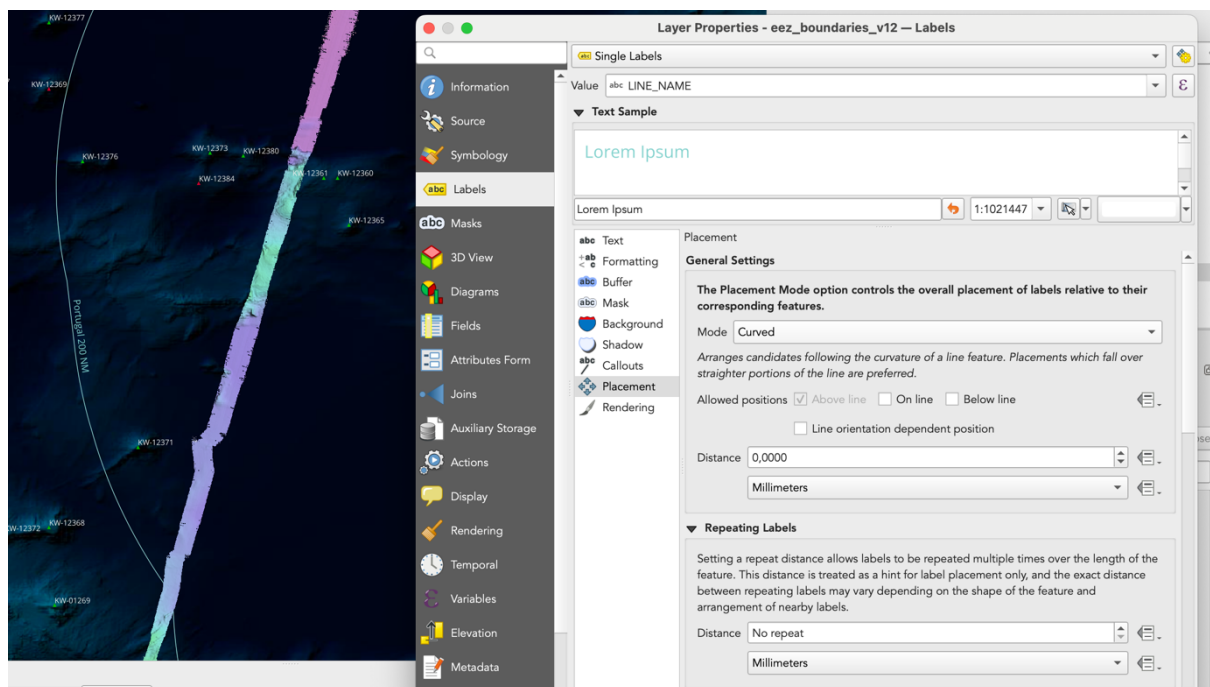 KW-12377
KW-12369
KW-12376
KW-12373
KW-12380
KW-12384
KW-12361
KW-12360
KW-12365
Portugal 200 NM
KW-12371
KW-12368
KW-12372
KW-01269
Layer Properties - eez_boundaries_v12 — Labels
Information
Source
Symbology
abc Labels
abc Masks
3D View
Diagrams
Fields
Attributes Form
Joins
Auxiliary Storage
Actions
Display
Rendering
Temporal
ε Variables
Elevation
Metadata
abc Single Labels
Value abc LINE_NAME ε
Text Sample
Lorem Ipsum
Lorem Ipsum 1:1021447
abc Text
+ab < c Formatting
abc Buffer
abc Mask
Background
Shadow
abc Callouts
Placement
Rendering
Placement
General Settings
The Placement Mode option controls the overall placement of labels relative to their
corresponding features.
Mode Curved
Arranges candidates following the curvature of a line feature. Placements which fall over
straighter portions of the line are preferred.
Allowed positions Above line On line Below line
Line orientation dependent position
Distance 0,0000
Millimeters
Repeating Labels
Setting a repeat distance allows labels to be repeated multiple times over the length of the
feature. This distance is treated as a hint for label placement only, and the exact distance
between repeating labels may vary depending on the shape of the feature and
arrangement of nearby labels.
Distance No repeat
Millimeters